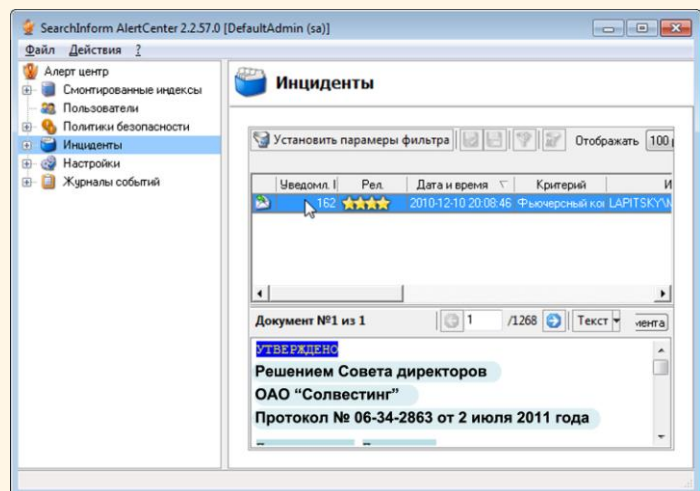 SearchInform AlertCenter 2.2.57.0 [DefaultAdmin (sa)]
Файл Действия ?
Алерт центр
Смонтированные индексы
Пользователи
Политики безопасности
Инциденты
Настройки
Журналы событий
Инциденты
Установить парамеры фильтра Отображать 100
Уведомл. Рел. Дата и время Критерий И
162 2010-12-10 20:08:46 Фьючерсный ко LAPITSKY\
Документ №1 из 1 1 /1268 Текст мента
УТВЕРЖДЕНО
Решением Совета директоров
ОАО “Солвестинг”
Протокол № 06-34-2863 от 2 июля 2011 года